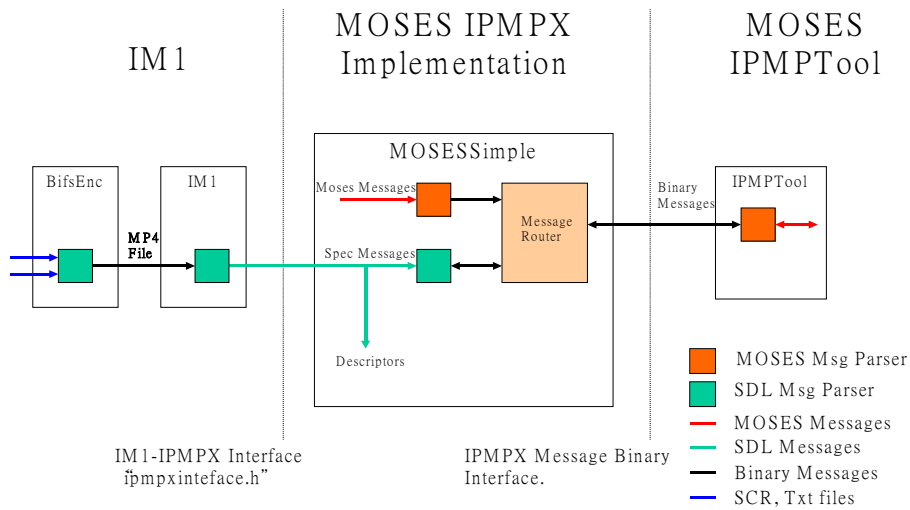 IM1
MOSES IPMPX
Implementation
MOSES
IPMPTool
MOSESSimple
BifsEnc
IM1
Moses Messages
Message
Router
Binary
Messages
IPMPTool
MP4
File
Spec Messages
Descriptors
MOSES Msg Parser
SDL Msg Parser
MOSES Messages
SDL Messages
Binary Messages
SCR, Txt files
IM1-IPMPX Interface
“ipmpxinteface.h”
IPMPX Message Binary
Interface.